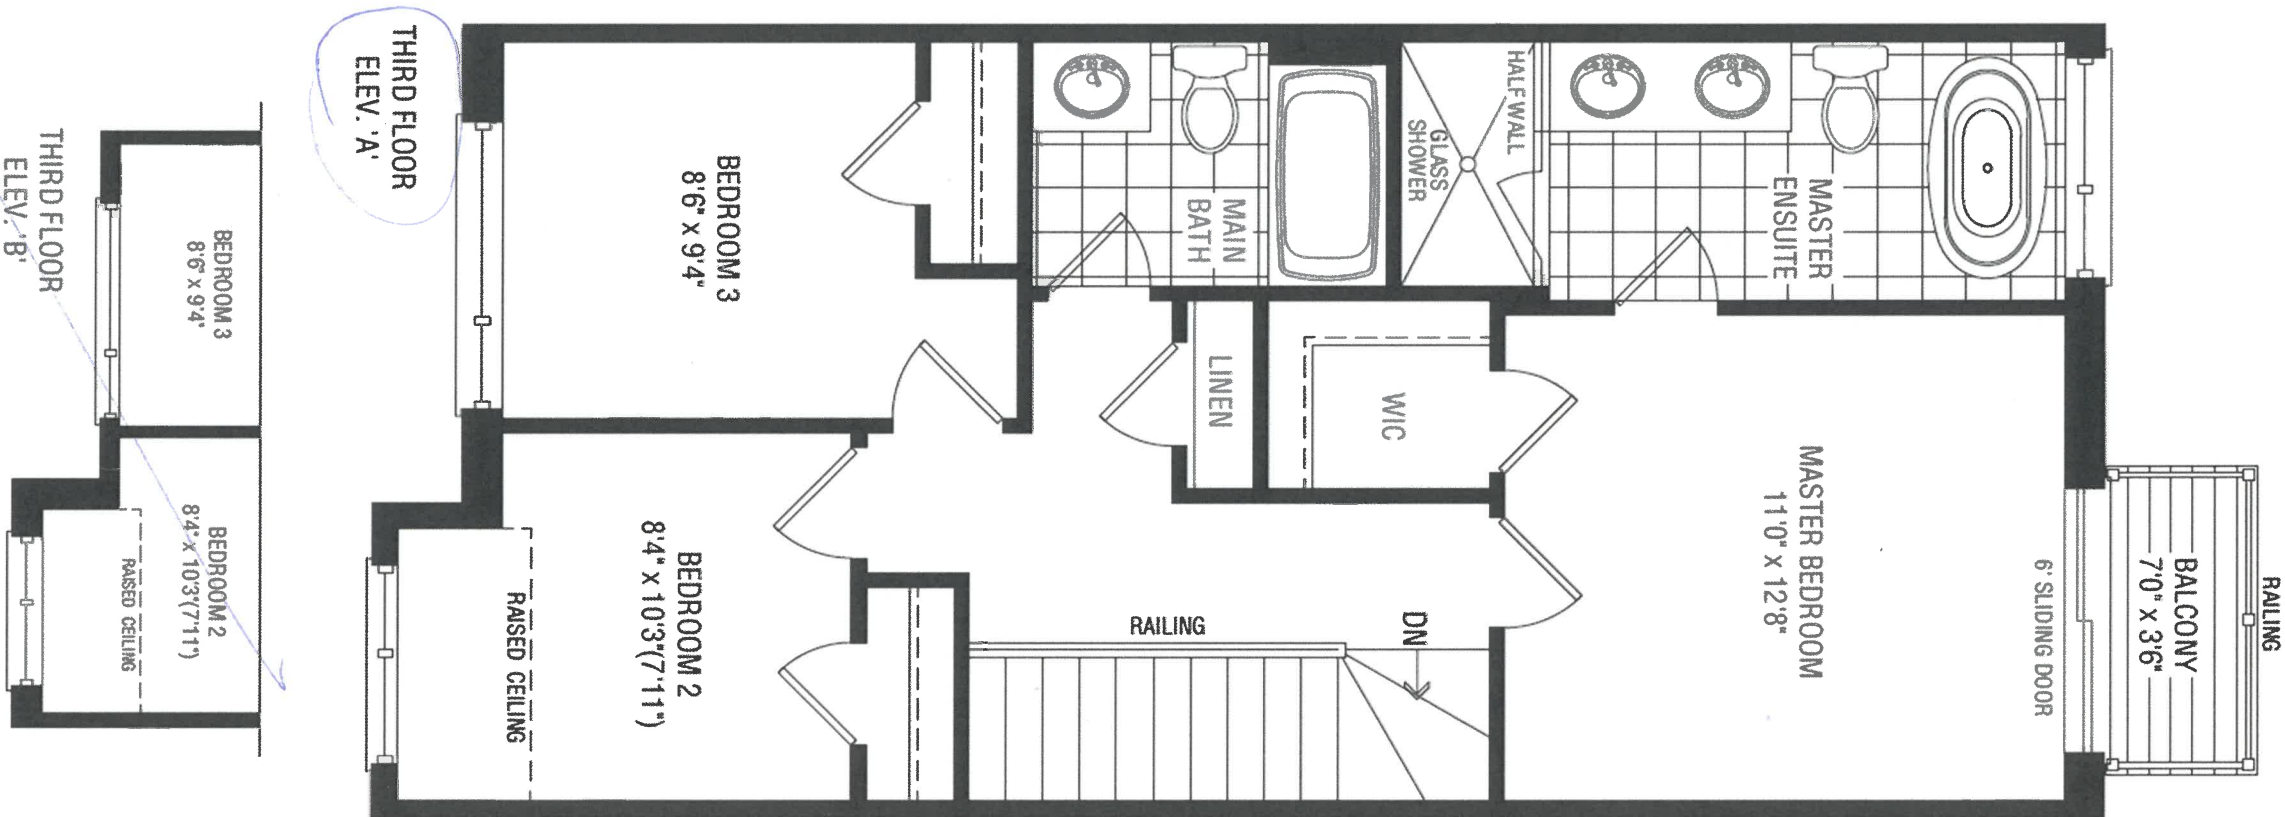 THIRD FLOOR
ELEV. 'A'
THIRD FLOOR
ELEV. 'B'
BEDROOM 3
8'6" x 9'4"
BEDROOM 2
8'4" x 10'3"(7'11")
RAISED CEILING
BEDROOM 3
8'6" x 9'4"
BEDROOM 2
8'4" x 10'3"(7'11")
RAISED CEILING
MAIN
BATH
LINEN
WIC
HALFWALL
GLASS
SHOWER
MASTER
ENSUITE
RAILING
DN
MASTER BEDROOM
11'0" x 12'8"
6' SLIDING DOOR
BALCONY
7'0" x 3'6"
RAILING